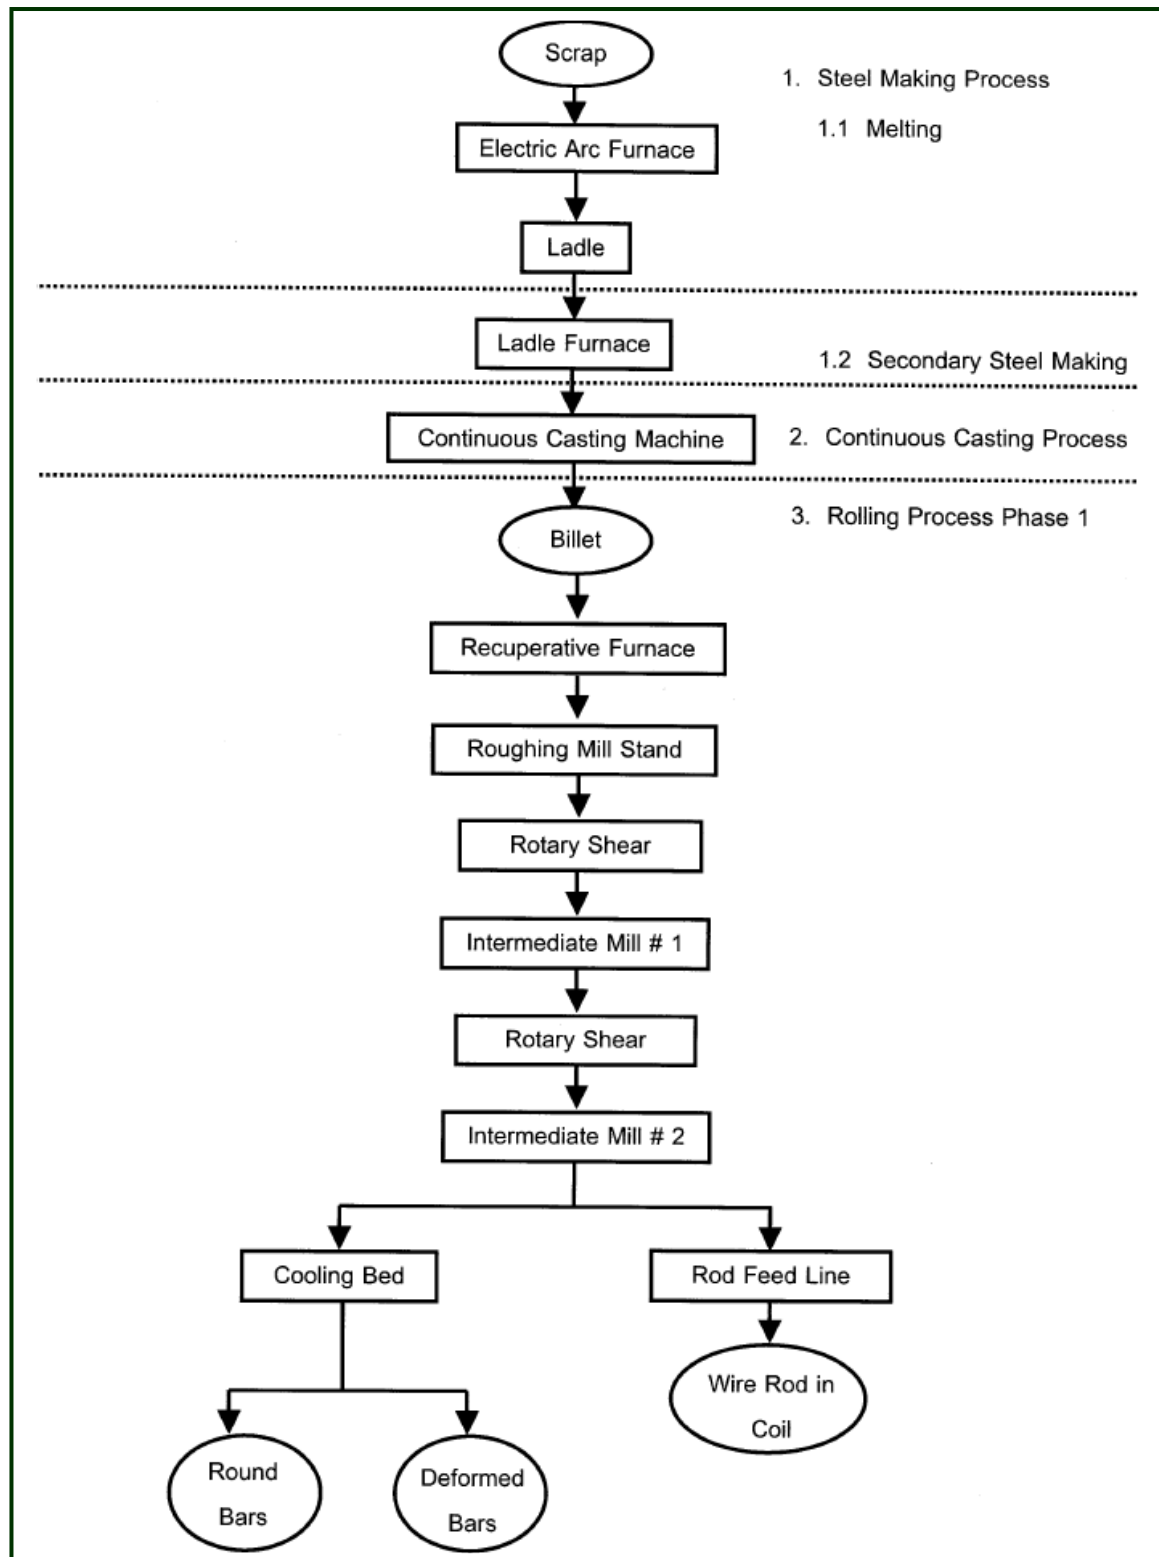 Scrap
1. Steel Making Process
1.1 Melting
Electric Arc Furnace
Ladle
Ladle Furnace
1.2 Secondary Steel Making
Continuous Casting Machine
2. Continuous Casting Process
3. Rolling Process Phase 1
Billet
Recuperative Furnace
Roughing Mill Stand
Rotary Shear
Intermediate Mill # 1
Rotary Shear
Intermediate Mill # 2
Cooling Bed
Rod Feed Line
Wire Rod in
Coil
Round
Bars
Deformed
Bars